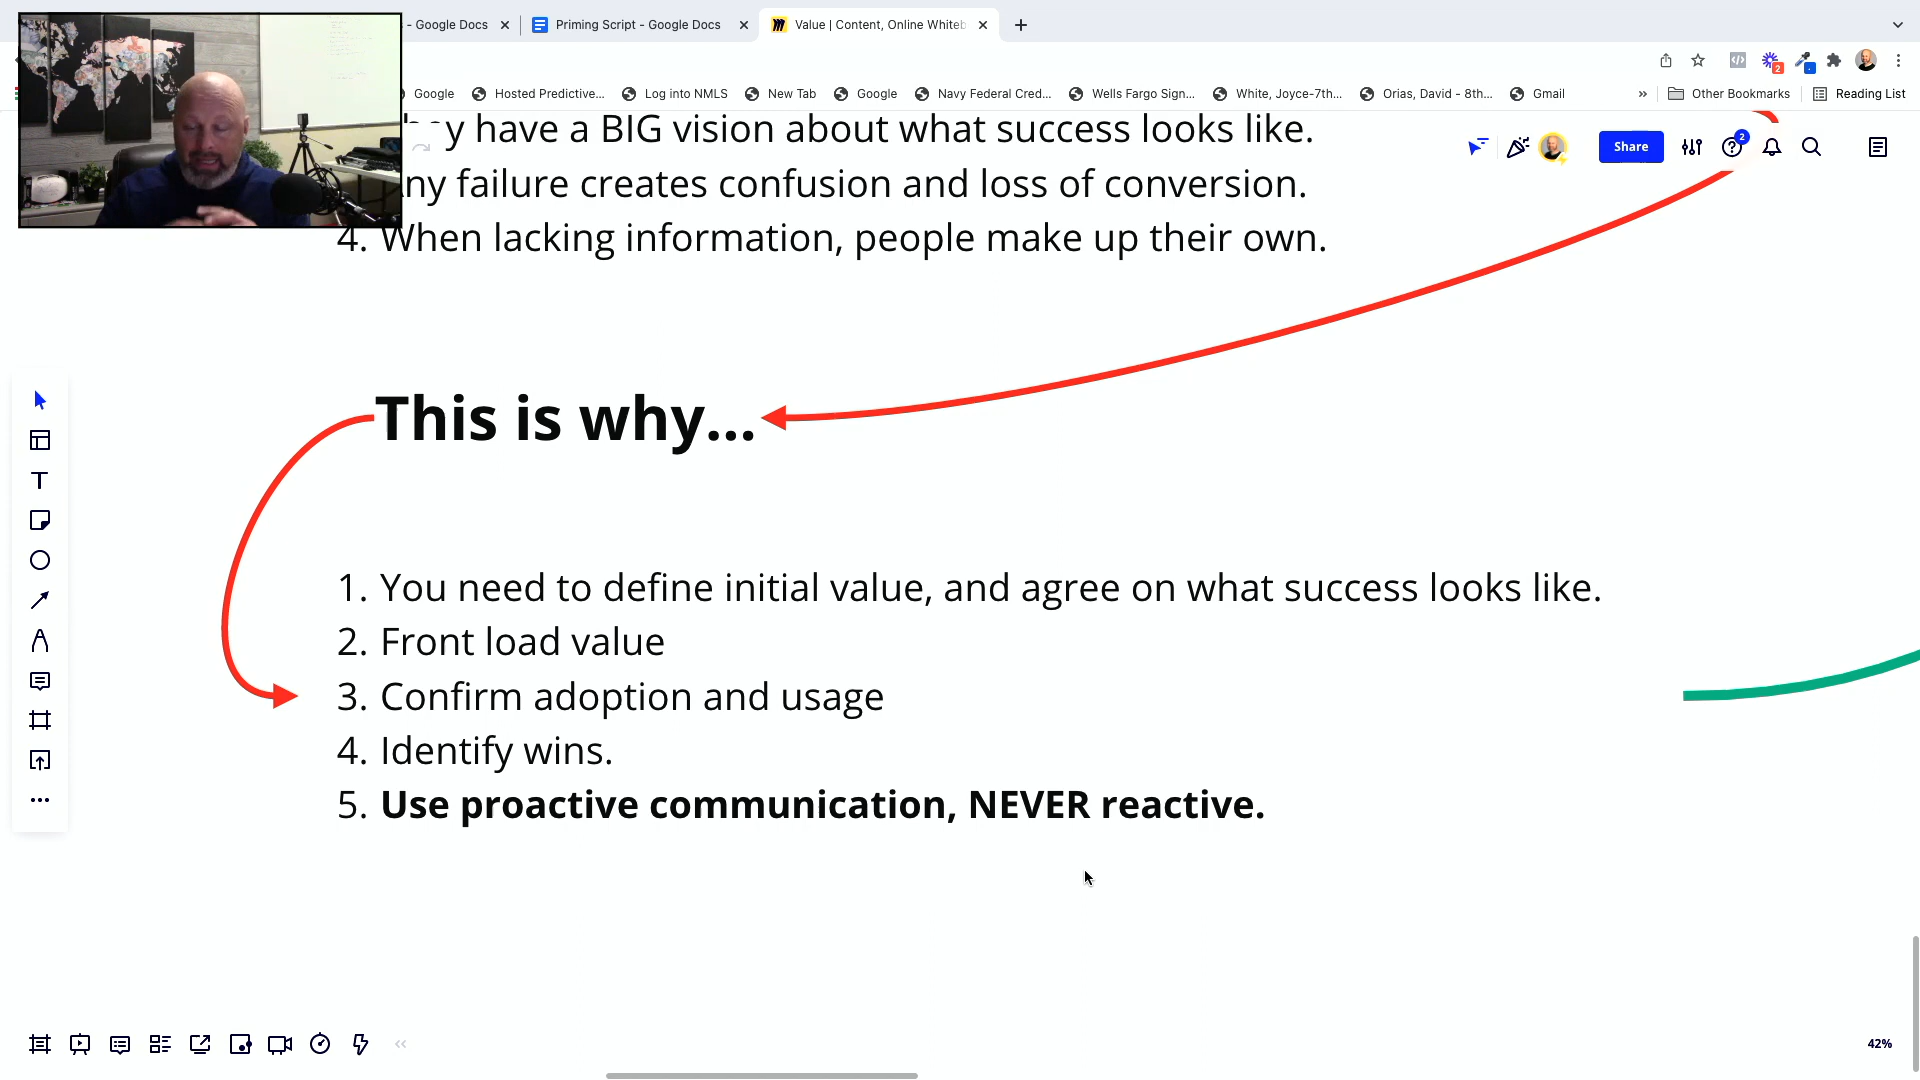 - Google Docs
Priming Script - Google Docs
Value | Content, Online Whiteb
Google
Hosted Predictive...
Log into NMLS
New Tab
Google
Navy Federal Cred...
Wells Fargo Sign...
White, Joyce-7th...
Orias, David - 8th...
Gmail
»
Other Bookmarks
Reading List
2
have a BIG vision about what success looks like.
Share
2
failure creates confusion and loss of conversion.
4. When lacking information, people make up their own.
This is why...
1. You need to define initial value, and agree on what success looks like.
2. Front load value
3. Confirm adoption and usage
4. Identify wins.
5. Use proactive communication, NEVER reactive.
42%